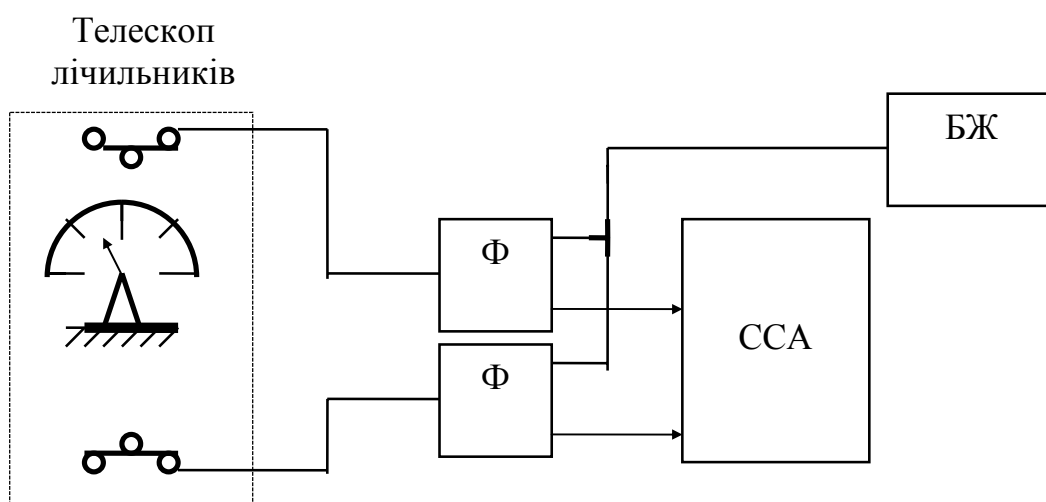 Телескоп
лічильників
БЖ
Ф
ССА
Ф